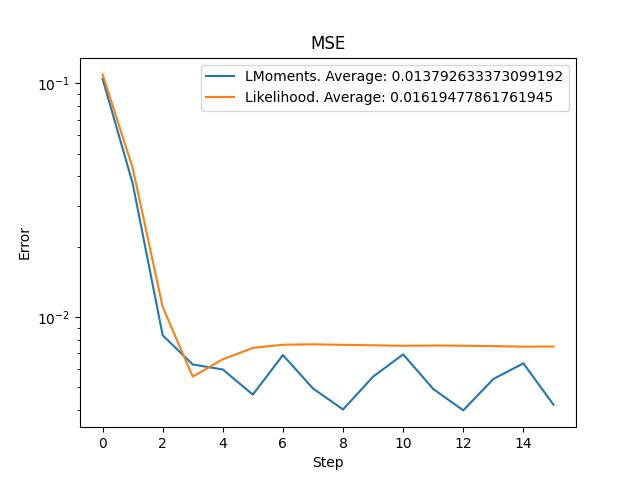 MSE
LMoments. Average: 0.013792633373099192
Likelihood. Average: 0.01619477861761945
10⁻¹
10⁻²
Error
0 2 4 6 8 10 12 14
Step